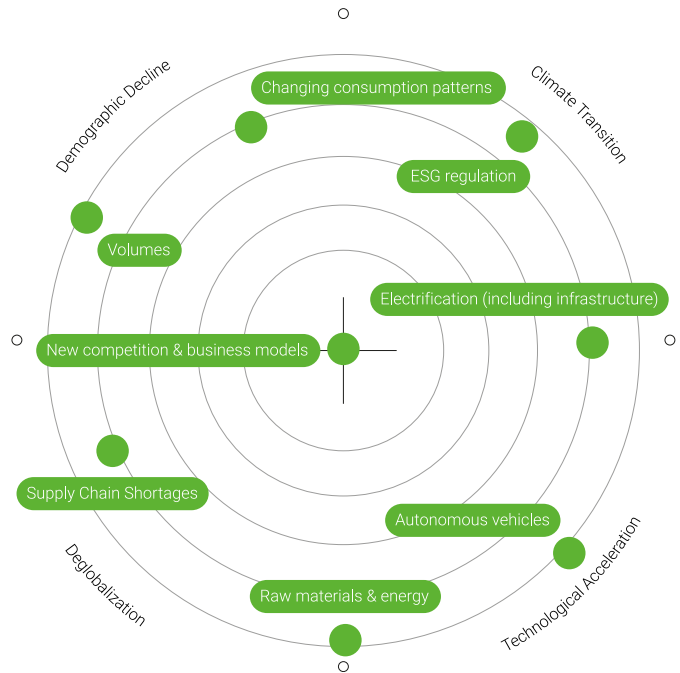 Demographic Decline
Changing consumption patterns
Climate Transition
ESG regulation
Volumes
Electrification (including infrastructure)
New competition & business models
Supply Chain Shortages
Autonomous vehicles
Deglobalization
Raw materials & energy
Technological Acceleration